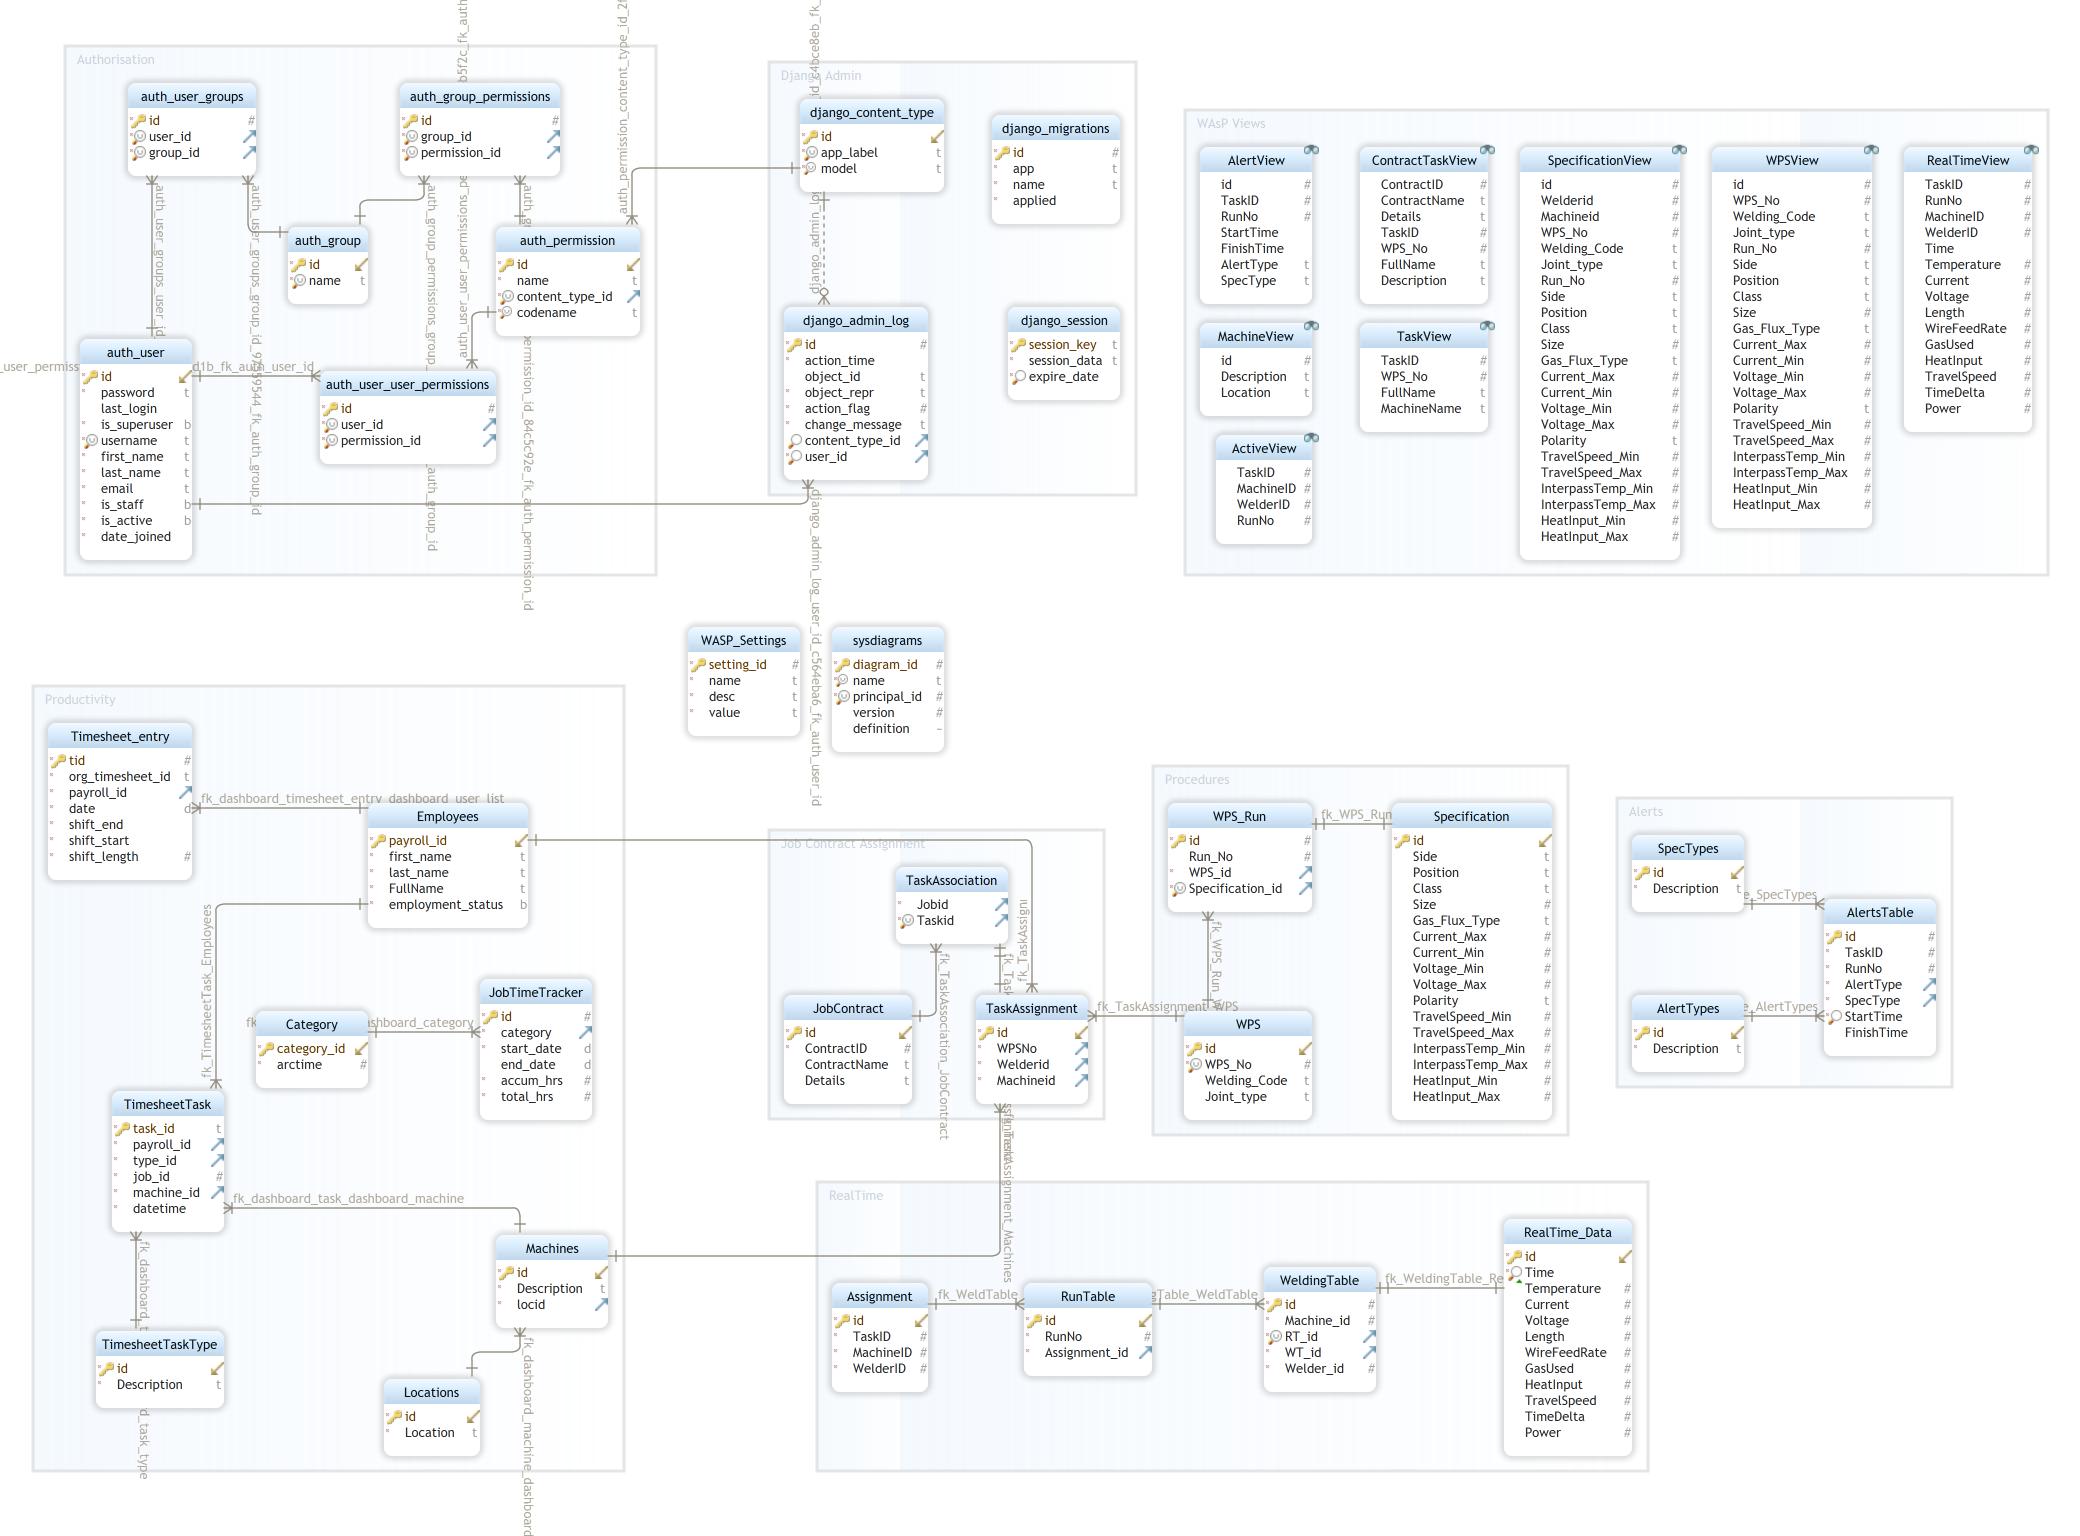 Authorisation
auth_user_groups
id #
user_id
group_id
auth_group_permissions
id #
group_id
permission_id
auth_group
id
name t
auth_permission
id
name t
content_type_id
codename t
auth_user
id
password t
last_login
is_superuser b
username t
first_name t
last_name t
email t
is_staff b
is_active b
date_joined
auth_user_user_permissions
id #
user_id
permission_id
d1b_fk_auth_user_id
Django Admin
django_content_type
id
app_label t
model t
django_migrations
id #
app t
name t
applied
django_admin_log
id #
action_time
object_id t
object_repr t
action_flag #
change_message t
content_type_id
user_id
django_session
session_key t
session_data t
expire_date
django_admin_log_user_id_c564eba6_fk_auth_user_id
WAsP Views
AlertView
id #
TaskID #
RunNo #
StartTime
FinishTime
AlertType t
SpecType t
ContractTaskView
ContractID #
ContractName t
Details t
TaskID #
WPS_No #
FullName t
Description t
SpecificationView
id #
Welderid #
Machineid #
WPS_No #
Welding_Code t
Joint_type t
Run_No #
Side t
Position t
Class t
Size #
Gas_Flux_Type t
Current_Max #
Current_Min #
Voltage_Min #
Voltage_Max #
Polarity t
TravelSpeed_Min #
TravelSpeed_Max #
InterpassTemp_Min #
InterpassTemp_Max #
HeatInput_Min #
HeatInput_Max #
WPSView
id #
WPS_No #
Welding_Code t
Joint_type t
Run_No #
Side t
Position t
Class t
Size #
Gas_Flux_Type t
Current_Max #
Current_Min #
Voltage_Min #
Voltage_Max #
Polarity t
TravelSpeed_Min #
TravelSpeed_Max #
InterpassTemp_Min #
InterpassTemp_Max #
HeatInput_Min #
HeatInput_Max #
RealTimeView
TaskID #
RunNo #
MachineID #
WelderID #
Time
Temperature #
Current #
Voltage #
Length #
WireFeedRate #
GasUsed #
HeatInput #
TravelSpeed #
TimeDelta #
Power #
MachineView
id #
Description t
Location t
TaskView
TaskID #
WPS_No #
FullName t
MachineName t
ActiveView
TaskID #
MachineID #
WelderID #
RunNo #
WASP_Settings
setting_id #
name t
desc t
value t
sysdiagrams
diagram_id #
name t
principal_id #
version #
definition ~
Productivity
Timesheet_entry
tid #
org_timesheet_id t
payroll_id
date d
shift_end
shift_start
shift_length #
fk_dashboard_timesheet_entry_dashboard_user_list
Employees
payroll_id
first_name t
last_name t
FullName t
employment_status b
fk_TimesheetTask_Employees
Category
category_id
arctime #
JobTimeTracker
id #
category
start_date d
end_date d
accum_hrs #
total_hrs #
TimesheetTask
task_id t
payroll_id
type_id
job_id #
machine_id
datetime
fk_dashboard_task_dashboard_machine
Machines
id
Description t
locid
TimesheetTaskType
id
Description t
Locations
id
Location t
fk_dashboard_machine_dashboard
Job Contract Assignment
TaskAssociation
Jobid
Taskid
JobContract
id
ContractID #
ContractName t
Details t
fk_TaskAssociation_JobContract
TaskAssignment
id
WPSNo
Welderid
Machineid
fk_TaskAssignment_WPS
Procedures
WPS_Run
id #
Run_No #
WPS_id
Specification_id
fk_WPS_Run
Specification
id
Side t
Position t
Class t
Size #
Gas_Flux_Type t
Current_Max #
Current_Min #
Voltage_Min #
Voltage_Max #
Polarity t
TravelSpeed_Min #
TravelSpeed_Max #
InterpassTemp_Min #
InterpassTemp_Max #
HeatInput_Min #
HeatInput_Max #
WPS
id
WPS_No #
Welding_Code t
Joint_type t
Alerts
SpecTypes
id
Description t
e_SpecTypes
AlertTypes
id
Description t
e_AlertTypes
AlertsTable
id #
TaskID #
RunNo #
AlertType
SpecType
StartTime
FinishTime
RealTime
Assignment
id
TaskID #
MachineID #
WelderID #
fk_WeldTable
RunTable
id
RunNo #
Assignment_id
Table_WeldTable
WeldingTable
id #
Machine_id #
RT_id
WT_id
Welder_id #
fk_WeldingTable_Re
RealTime_Data
id
Time
Temperature #
Current #
Voltage #
Length #
WireFeedRate #
GasUsed #
HeatInput #
TravelSpeed #
TimeDelta #
Power #